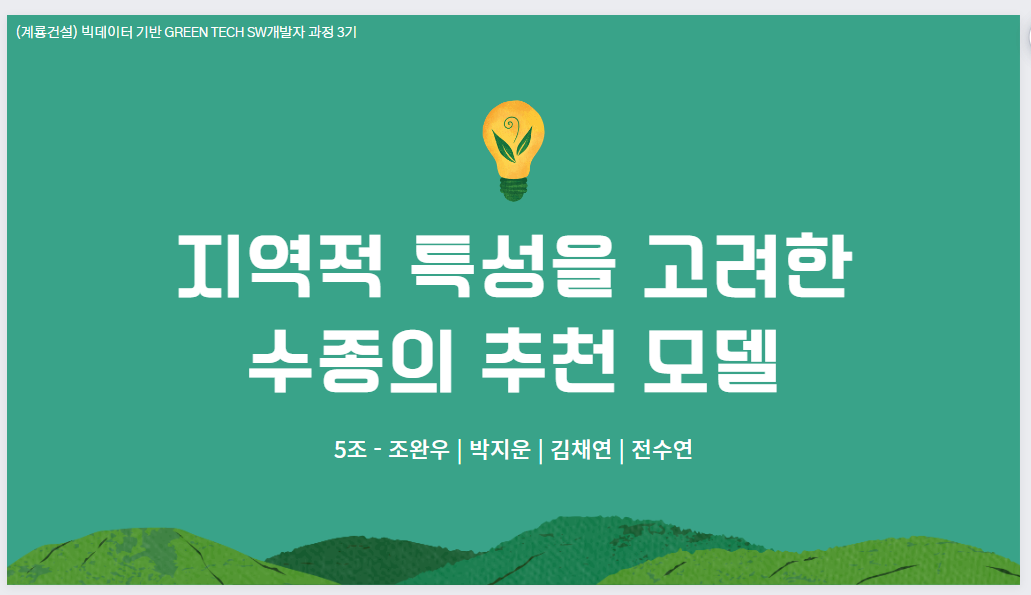 (계룡건설) 빅데이터 기반 GREEN TECH SW개발자 과정 3기
지역적 특성을 고려한
수종의 추천 모델
5조 - 조완우 | 박지운 | 김채연 | 전수연